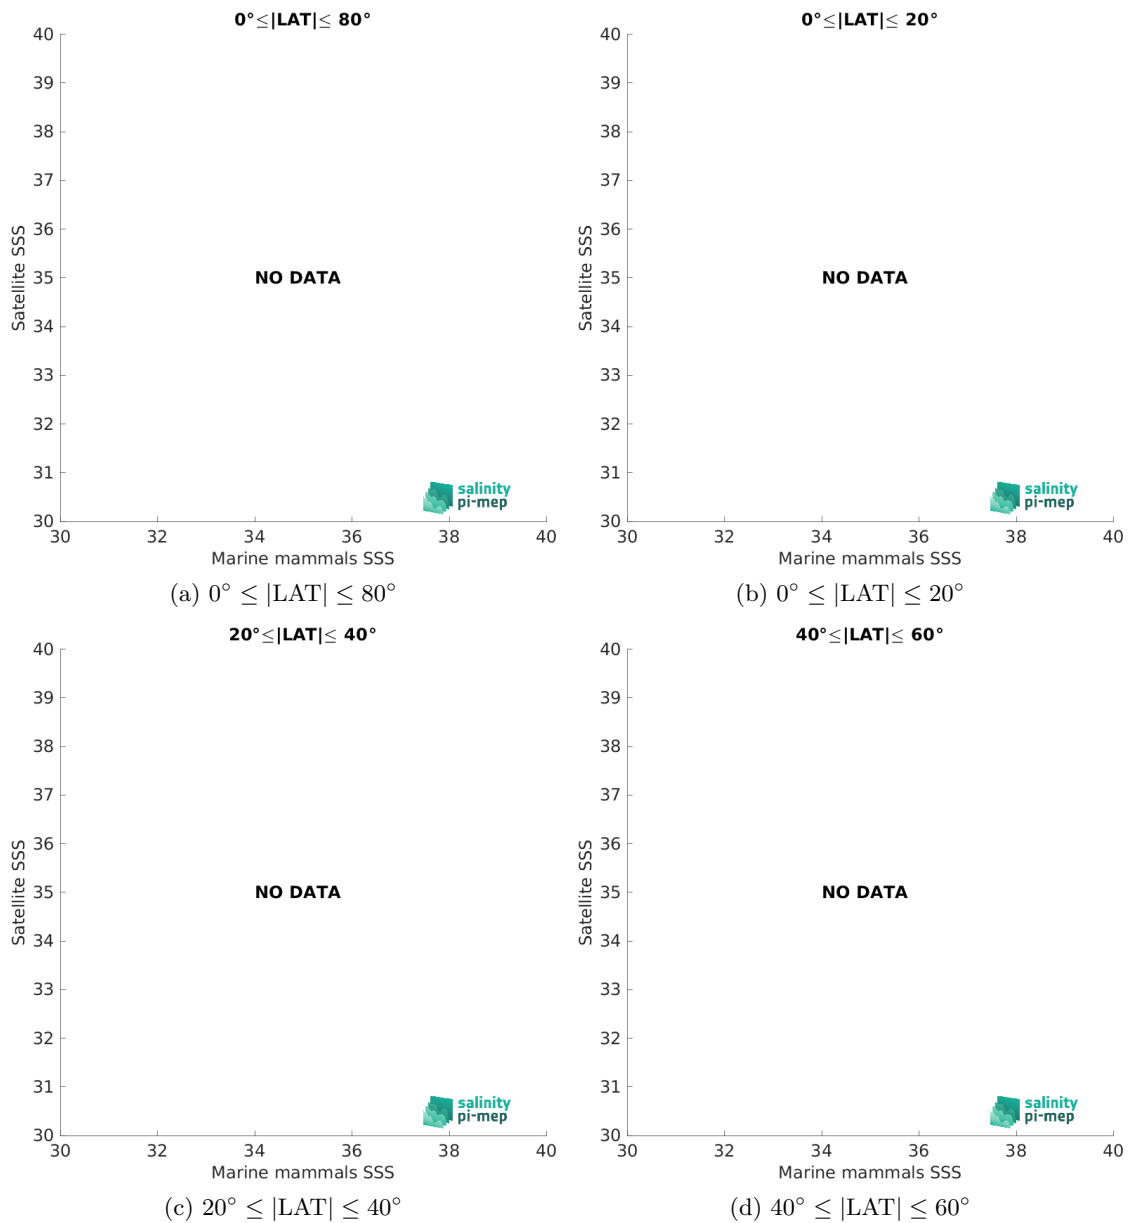 0°≤|LAT|≤ 80°
40
39
38
37
36
35
34
33
32
31
30
Satellite SSS
NO DATA
salinity
pi-mep
30 32 34 36 38 40
Marine mammals SSS
(a) 0° ≤ |LAT| ≤ 80°
0°≤|LAT|≤ 20°
40
39
38
37
36
35
34
33
32
31
30
Satellite SSS
NO DATA
salinity
pi-mep
30 32 34 36 38 40
Marine mammals SSS
(b) 0° ≤ |LAT| ≤ 20°
20°≤|LAT|≤ 40°
40
39
38
37
36
35
34
33
32
31
30
Satellite SSS
NO DATA
salinity
pi-mep
30 32 34 36 38 40
Marine mammals SSS
(c) 20° ≤ |LAT| ≤ 40°
40°≤|LAT|≤ 60°
40
39
38
37
36
35
34
33
32
31
30
Satellite SSS
NO DATA
salinity
pi-mep
30 32 34 36 38 40
Marine mammals SSS
(d) 40° ≤ |LAT| ≤ 60°